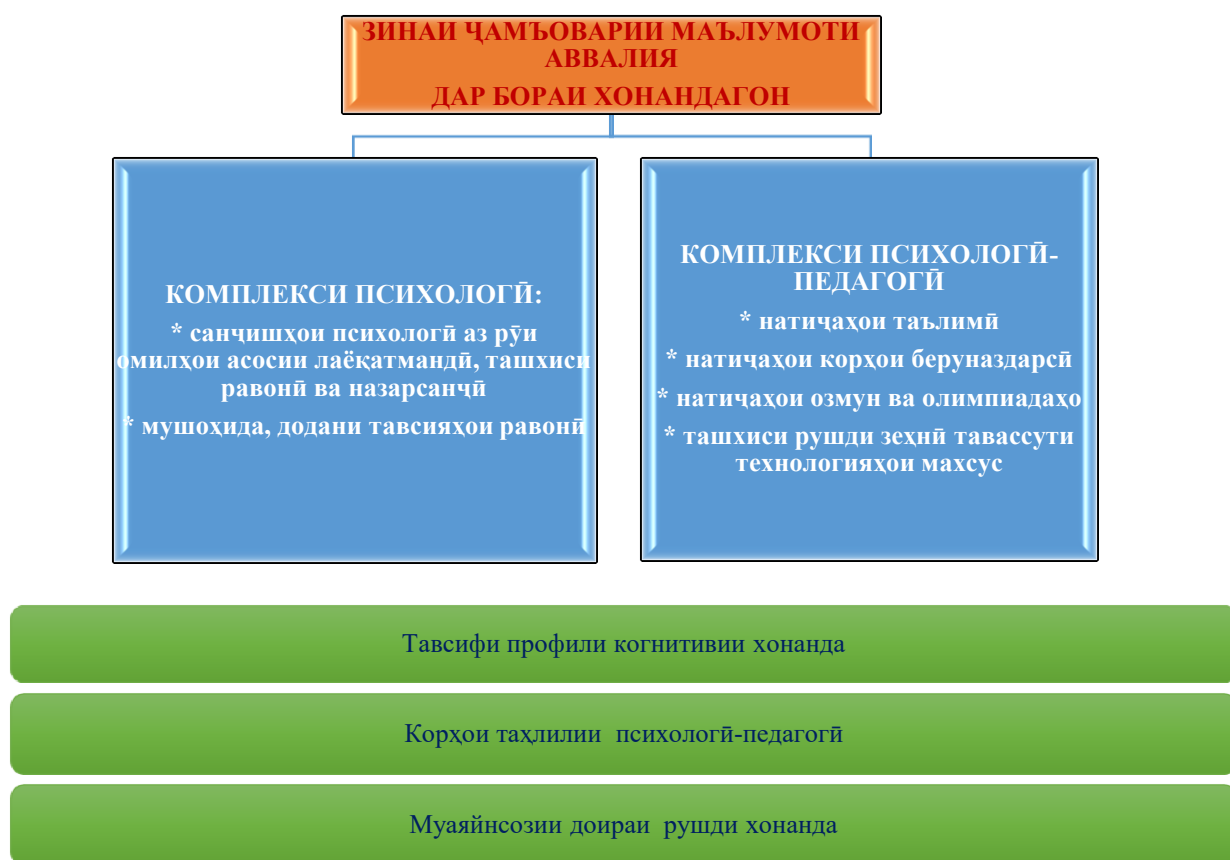 ЗИНАИ ҶАМЪОВАРИИ МАЪЛУМОТИ
АВВАЛИЯ
ДАР БОРАИ ХОНАНДАГОН
КОМПЛЕКСИ ПСИХОЛОГӢ:
* санҷишҳои психологӣ аз рӯи
омилҳои асосии лаёқатмандӣ, ташхиси
равонӣ ва назарсанҷӣ
* мушоҳида, додани тавсияҳои равонӣ
КОМПЛЕКСИ ПСИХОЛОГӢ-
ПЕДАГОГӢ
* натиҷаҳои таълимӣ
* натиҷаҳои корҳои беруназдарсӣ
* натиҷаҳои озмун ва олимпиадаҳо
* ташхиси рушди зеҳнӣ тавассути
технологияҳои махсус
Тавсифи профили когнитивии хонанда
Корҳои таҳлилии психологӣ-педагогӣ
Муаяйнсозии доираи рушди хонанда